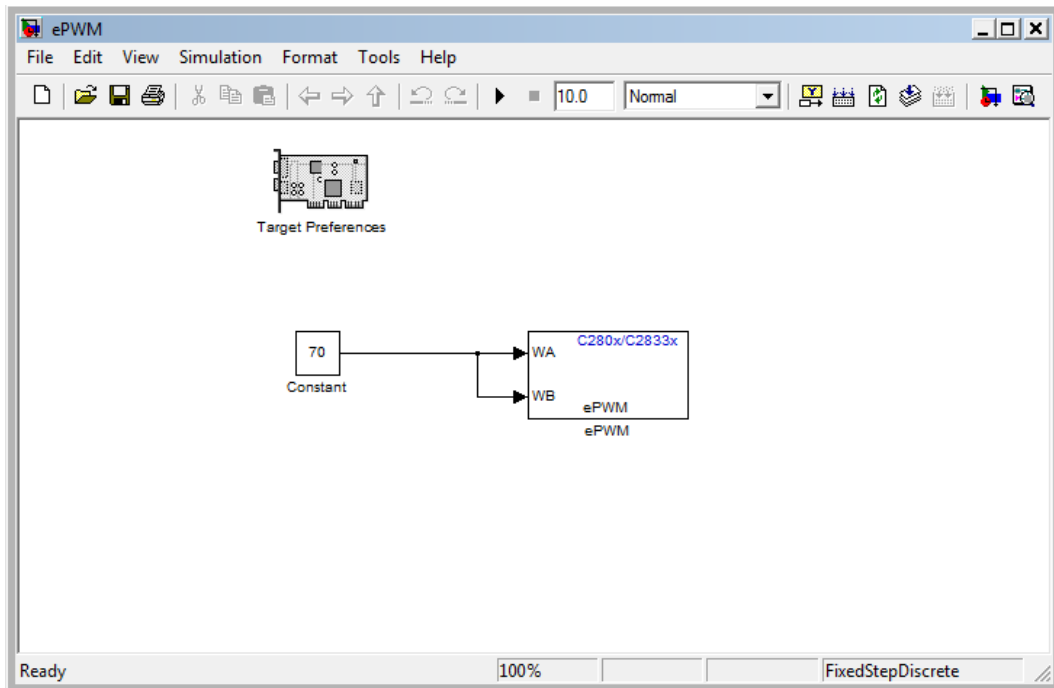 ePWM
File Edit View Simulation Format Tools Help
10.0 Normal
Target Preferences
C280x/C2833x
70
WA
Constant
WB
ePWM
ePWM
Ready 100% FixedStepDiscrete